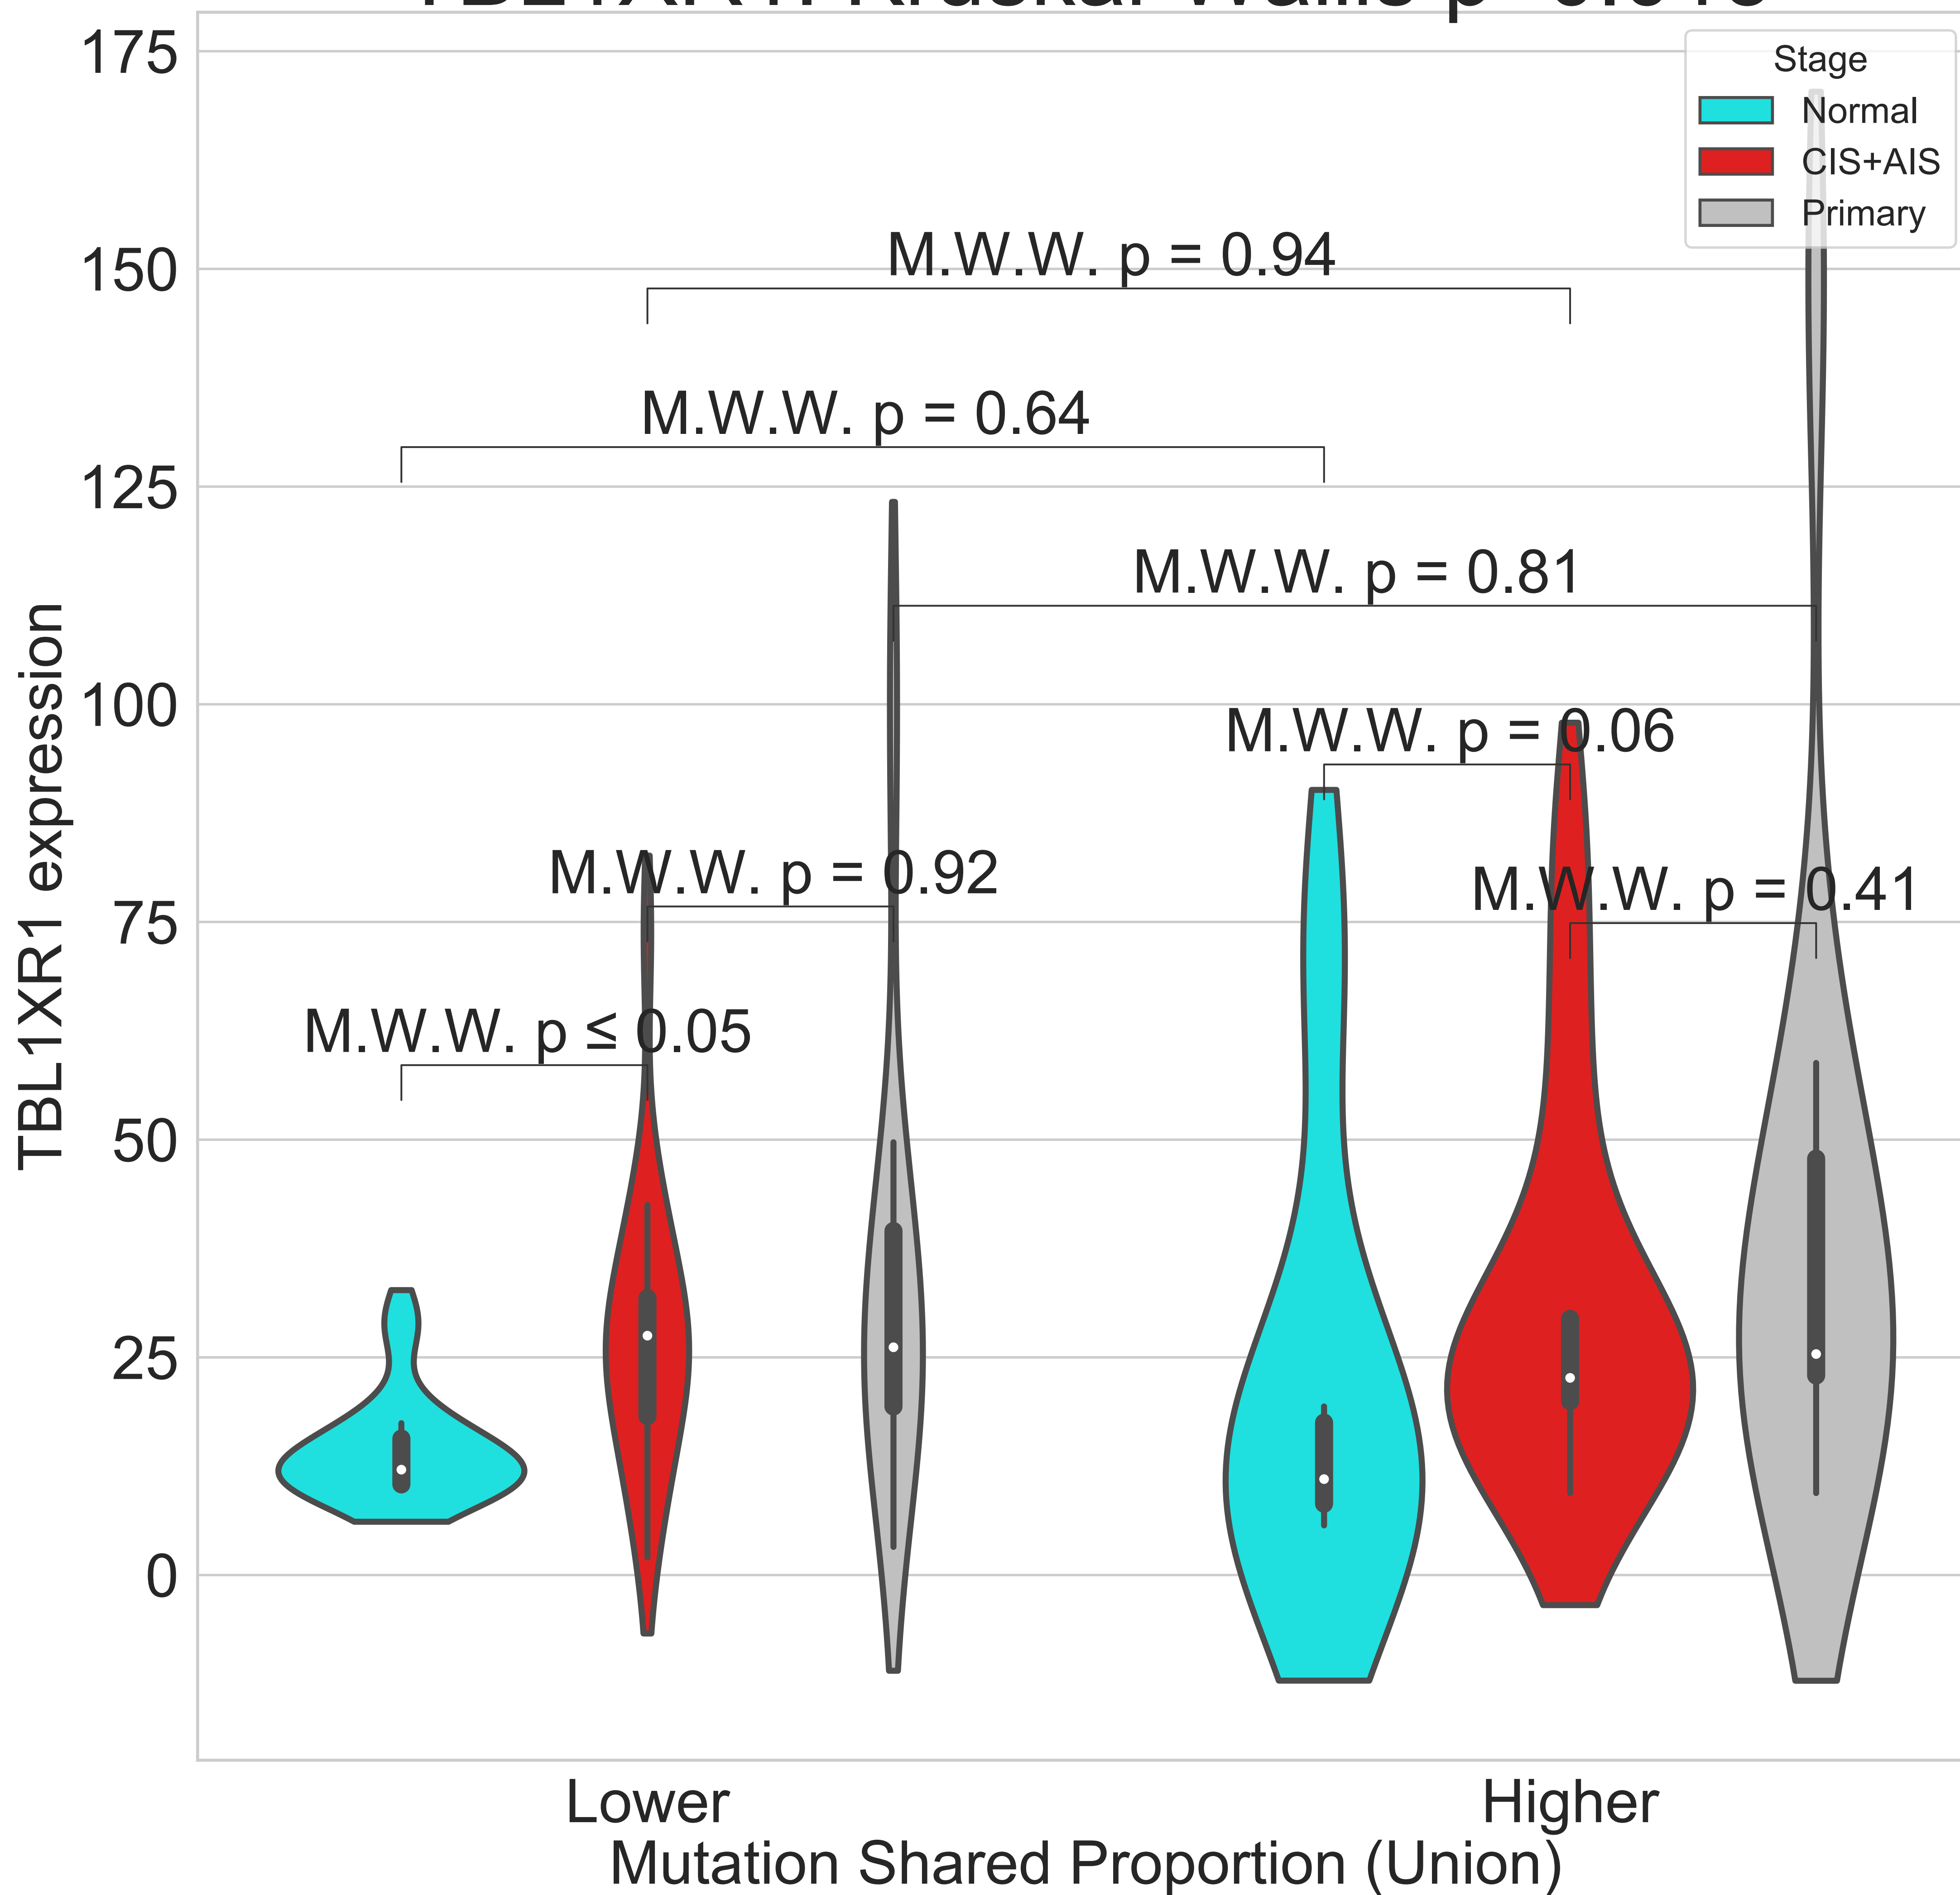 175
Stage
Normal
CIS+AIS
Primary
150
M.W.W. p = 0.94
M.W.W. p = 0.64
125
M.W.W. p = 0.81
100
M.W.W. p = 0.06
M.W.W. p = 0.92
M.W.W. p = 0.41
75
M.W.W. p ≤ 0.05
50
25
0
TBL1XR1 expression
Lower
Higher
Mutation Shared Proportion (Union)